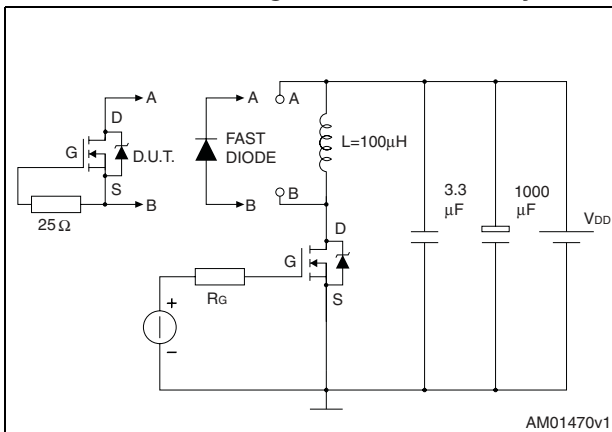 A
D
G
D.U.T.
S
B
25 Ω
A
FAST
DIODE
B
A
B
L=100μH
3.3
μF
1000
μF
VDD
D
G
S
RG
+
−
AM01470v1